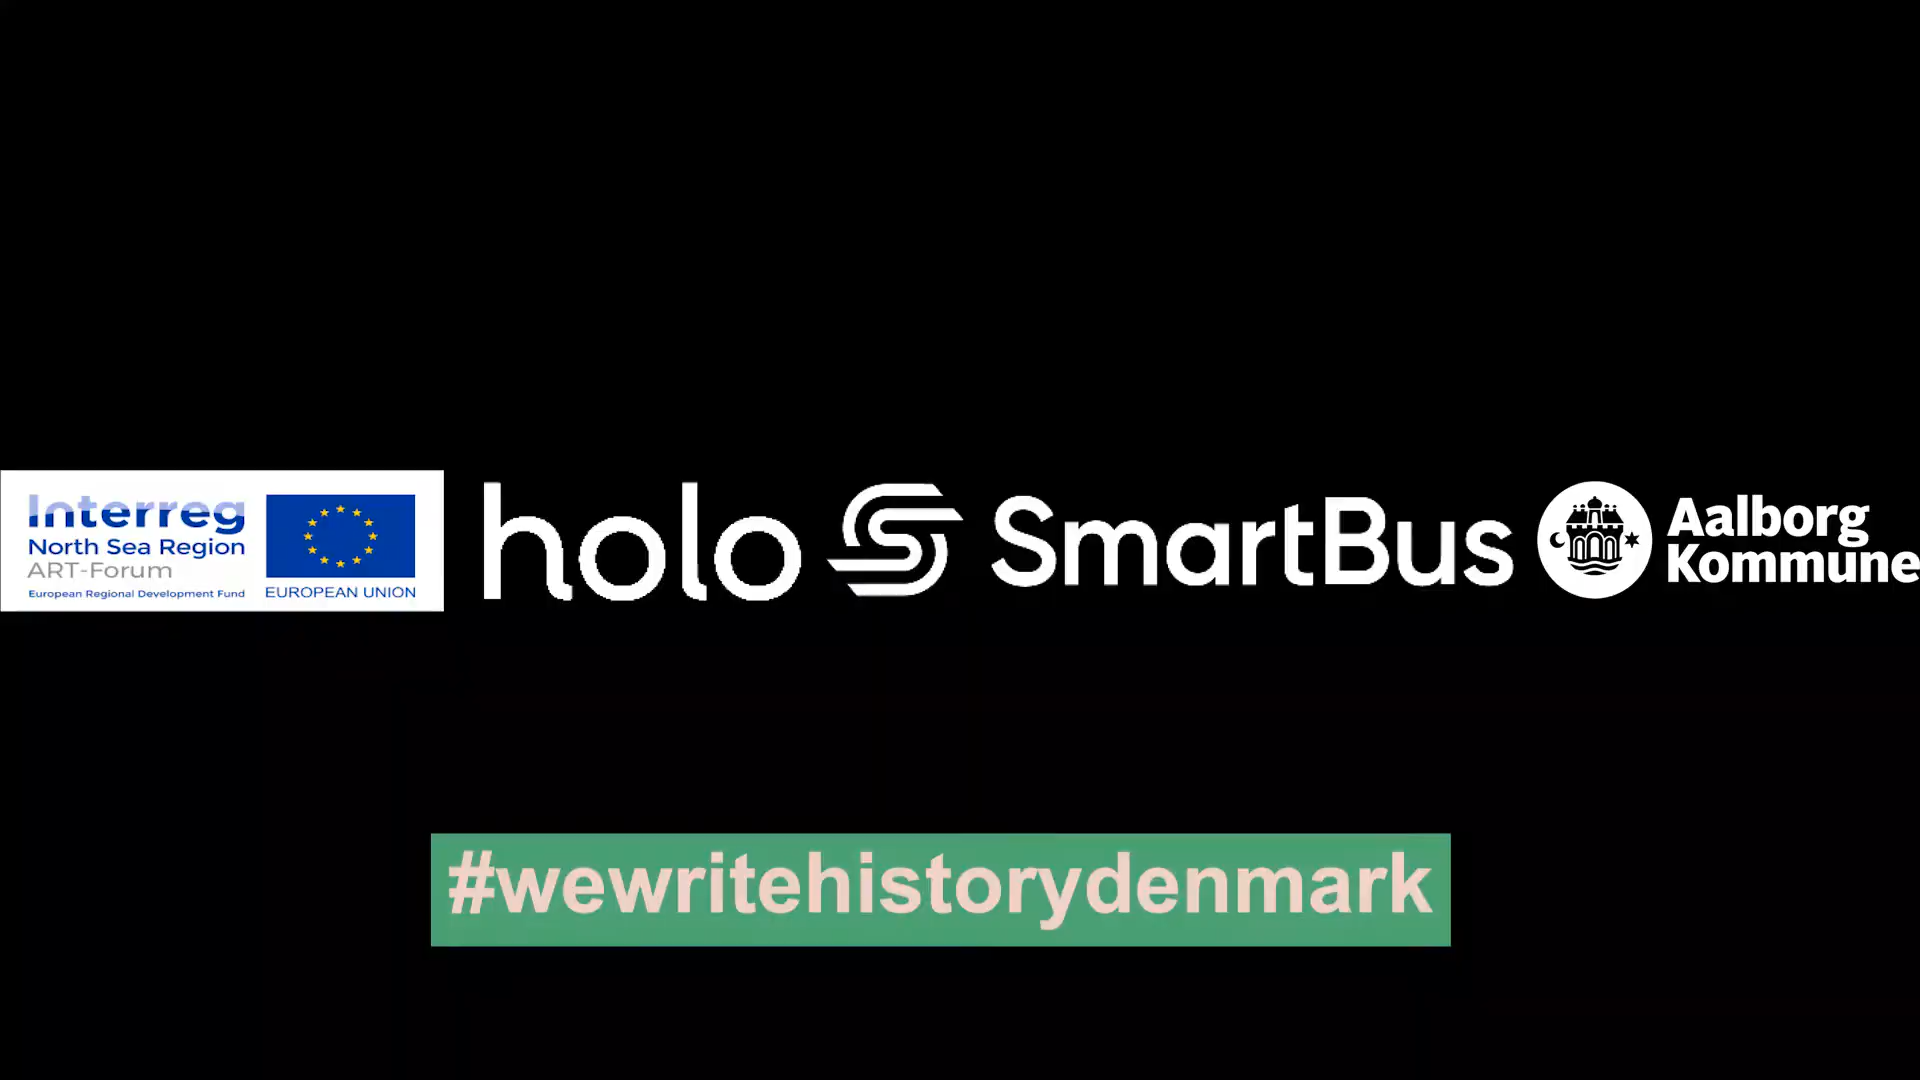 Interreg
North Sea Region
ART-Forum
European Regional Development Fund
EUROPEAN UNION
holo
SmartBus
Aalborg
Kommune
#wewritehistorydenmark